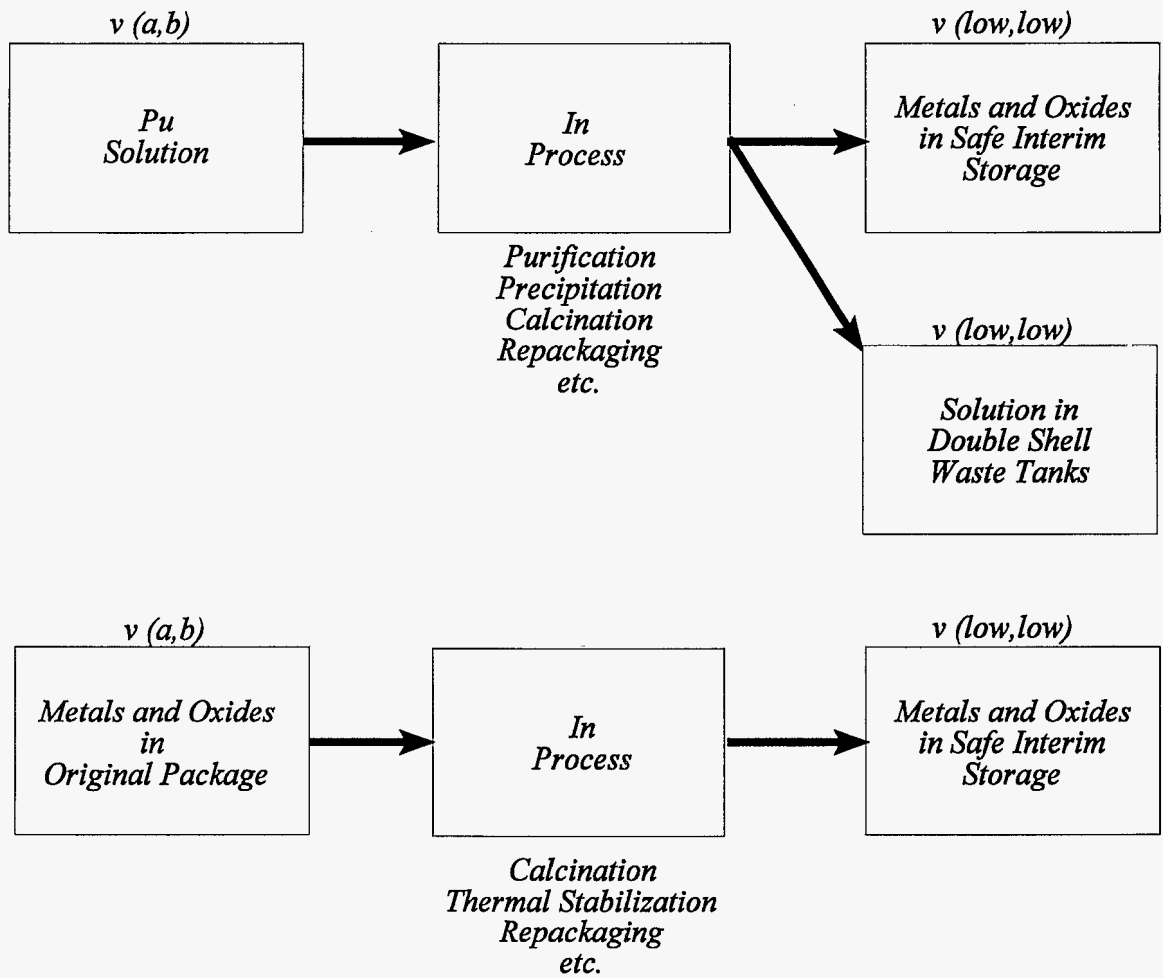 v (a,b)
v (low,low)
Pu
Solution
In
Process
Metals and Oxides
in Safe Interim
Storage
Purification
Precipitation
Calcination
Repackaging
etc.
v (low,low)
Solution in
Double Shell
Waste Tanks
v (a,b)
v (low,low)
Metals and Oxides
in
Original Package
In
Process
Metals and Oxides
in Safe Interim
Storage
Calcination
Thermal Stabilization
Repackaging
etc.